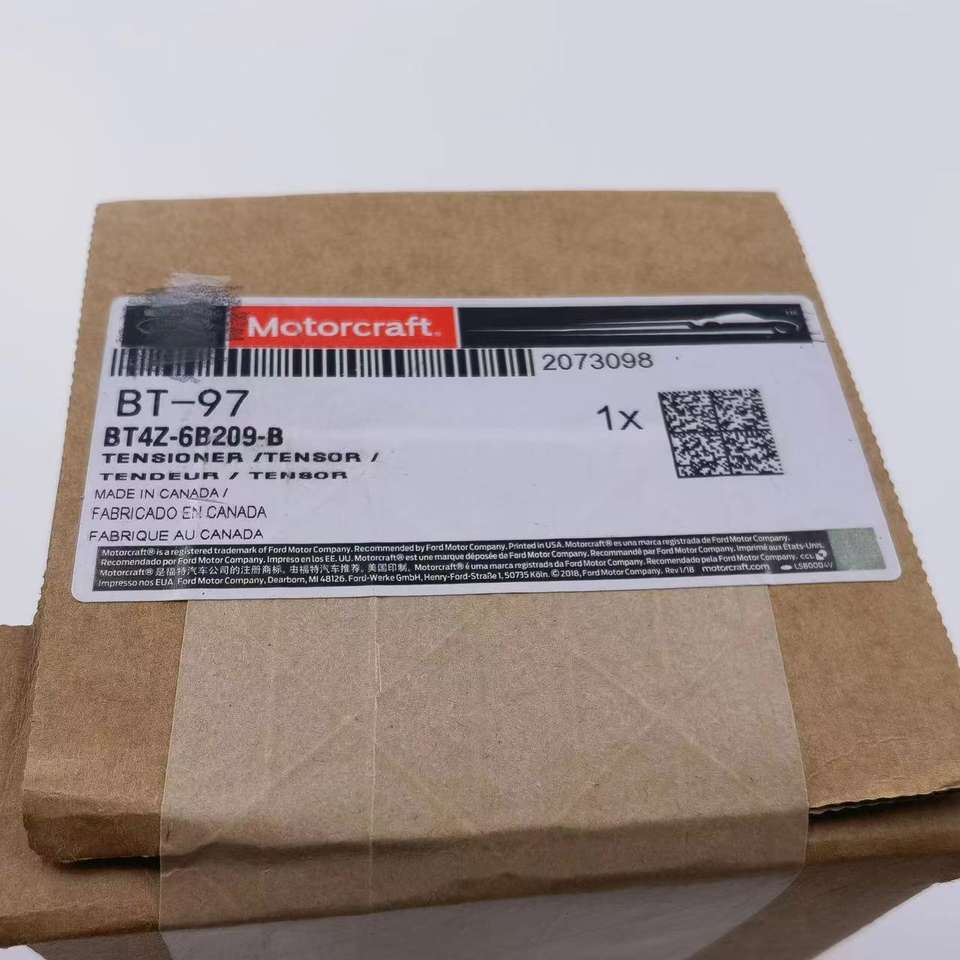 Motorcraft®
2073098
BT-97
1x
BT4Z-6B209-B
TENSIONER /TENSOR /
TENDEUR / TENSOR
MADE IN CANADA /
FABRICADO EN CANADA
FABRIQUE AU CANADA
Motorcraft® is a registered trademark of Ford Motor Company. Recommended by Ford Motor Company. Printed in USA. Motorcraft® es una marca registrada de Ford Motor Company.
Recomendado por Ford Motor Company. Impreso en los EE. UU. Motorcraft® est une marque déposée de Ford Motor Company. Recommandé par Ford Motor Company. Imprimé aux États-Unis.
Motorcraft® 是福特汽车公司的注册商标。由福特汽车推荐。美国印制。Motorcraft® é uma marca registrada da Ford Motor Company. Recomendado pela Ford Motor Company.
Impresso nos EUA. Ford Motor Company, Dearborn, MI 48126. Ford-Werke GmbH, Henry-Ford-Straße 1, 50735 Köln. © 2018, Ford Motor Company. Rev 1/18 motorcraft.com